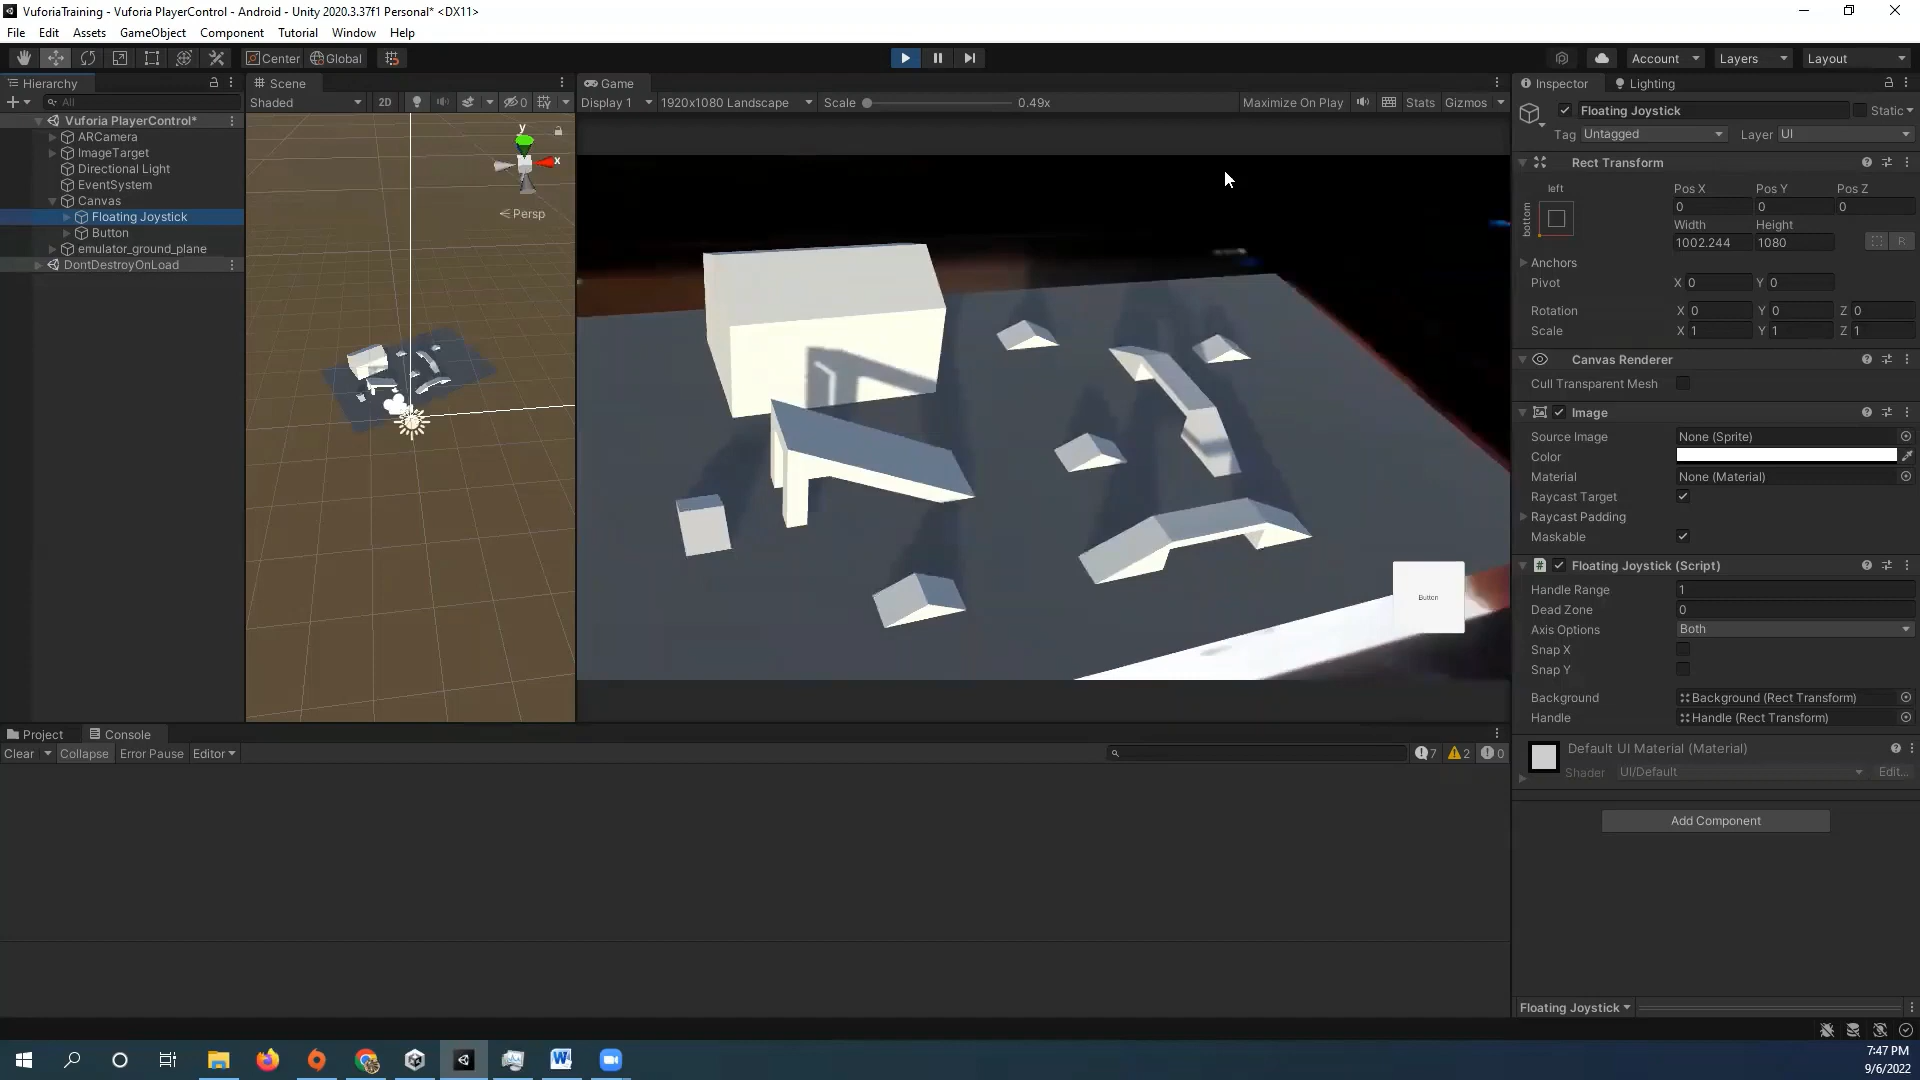 VuforiaTraining - Vuforia PlayerControl - Android - Unity 2020.3.37f1 Personal* <DX11>
File Edit Assets GameObject Component Tutorial Window Help
Center Global Account Layers Layout
Hierarchy Scene Game Inspector Lighting
All Shaded 2D 0 Display 1 1920x1080 Landscape Scale 0.49x Maximize On Play Stats Gizmos
Floating Joystick Static
Vuforia PlayerControl*
ARCamera
ImageTarget
Directional Light
EventSystem
Canvas
Floating Joystick
Button
emulator_ground_plane
DontDestroyOnLoad
y
x
Persp
Button
Tag Untagged Layer UI
Rect Transform
left Pos X Pos Y Pos Z
bottom 0 0 0
Width Height
1002.244 1080 R
Anchors
Pivot X 0 Y 0
Rotation X 0 Y 0 Z 0
Scale X 1 Y 1 Z 1
Canvas Renderer
Cull Transparent Mesh
Image
Source Image None (Sprite)
Color
Material None (Material)
Raycast Target
Raycast Padding
Maskable
# Floating Joystick (Script)
Handle Range 1
Dead Zone 0
Axis Options Both
Snap X
Snap Y
Background Background (Rect Transform)
Handle Handle (Rect Transform)
Default UI Material (Material)
Shader UI/Default Edit...
Add Component
Floating Joystick
Project Console
Clear Collapse Error Pause Editor 7 2 0
7:47 PM
9/6/2022